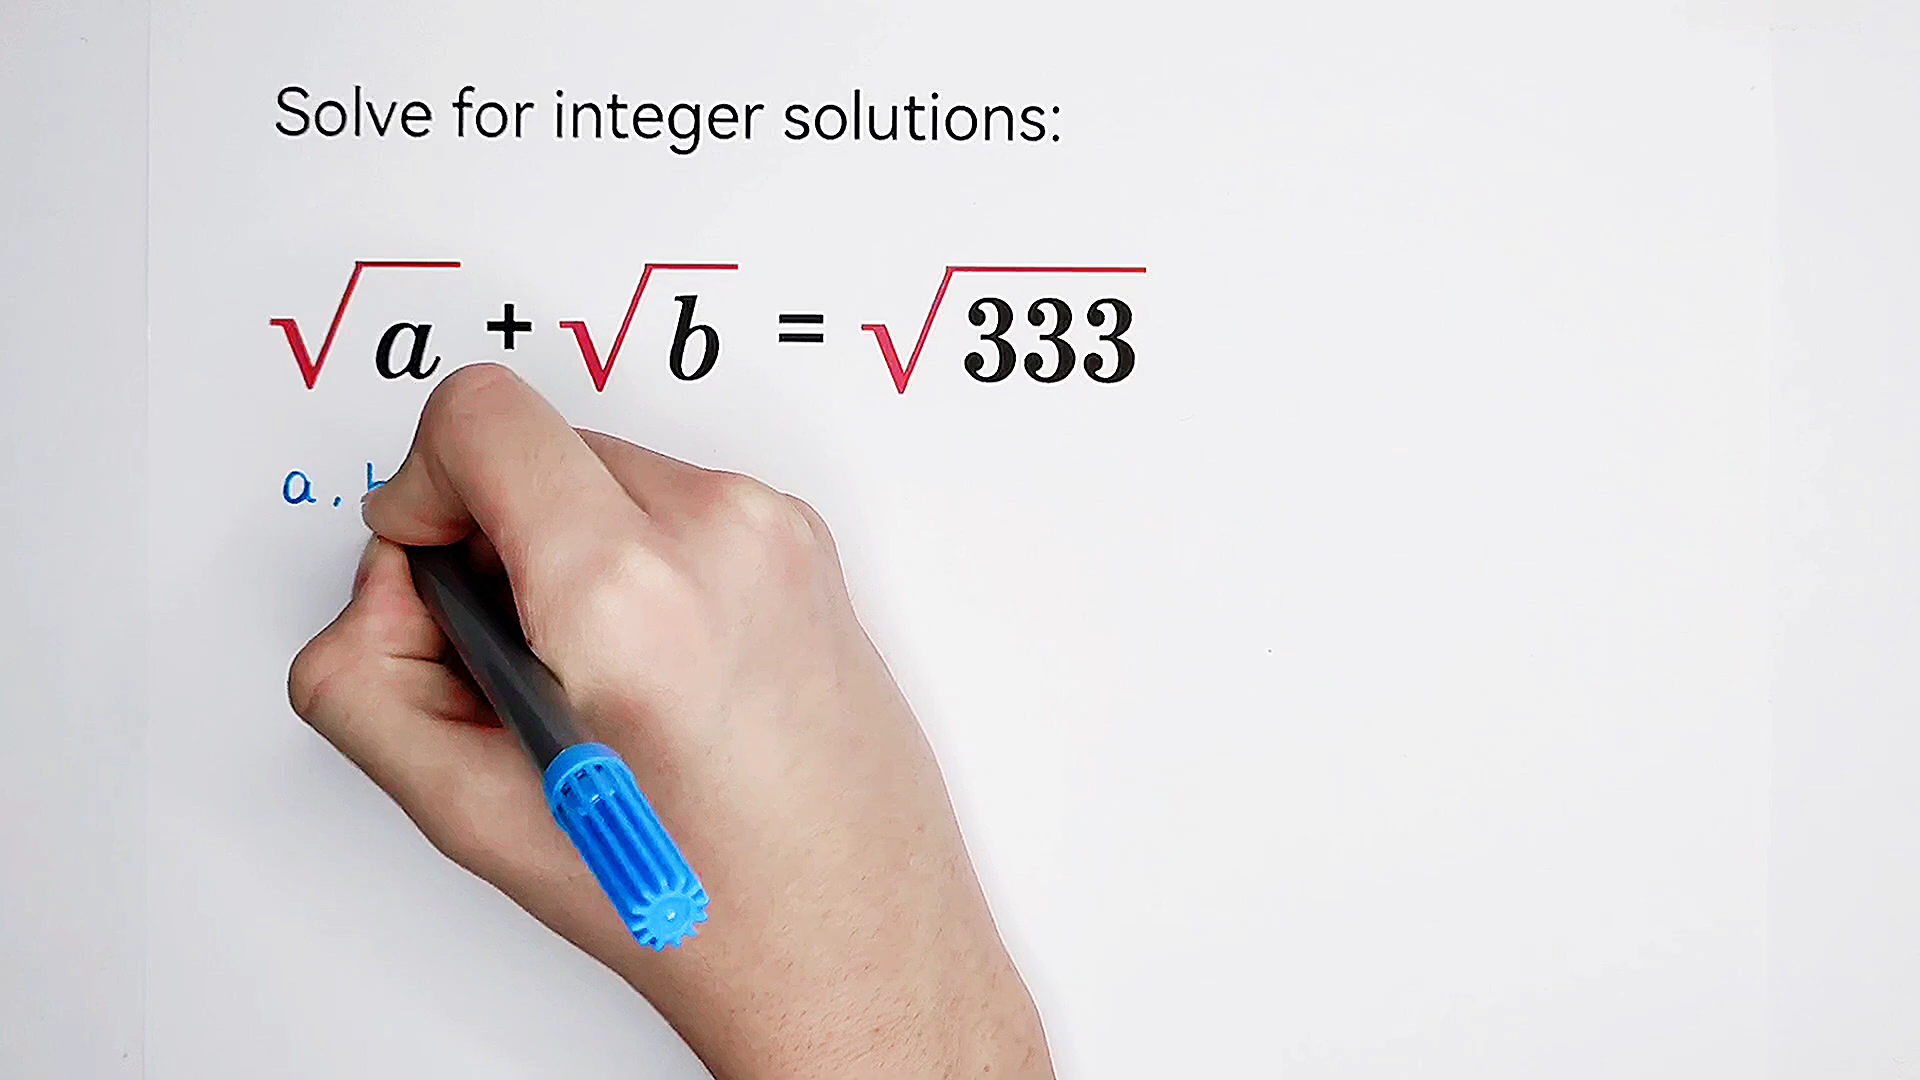 Solve for integer solutions:
√a + √b = √333
a,